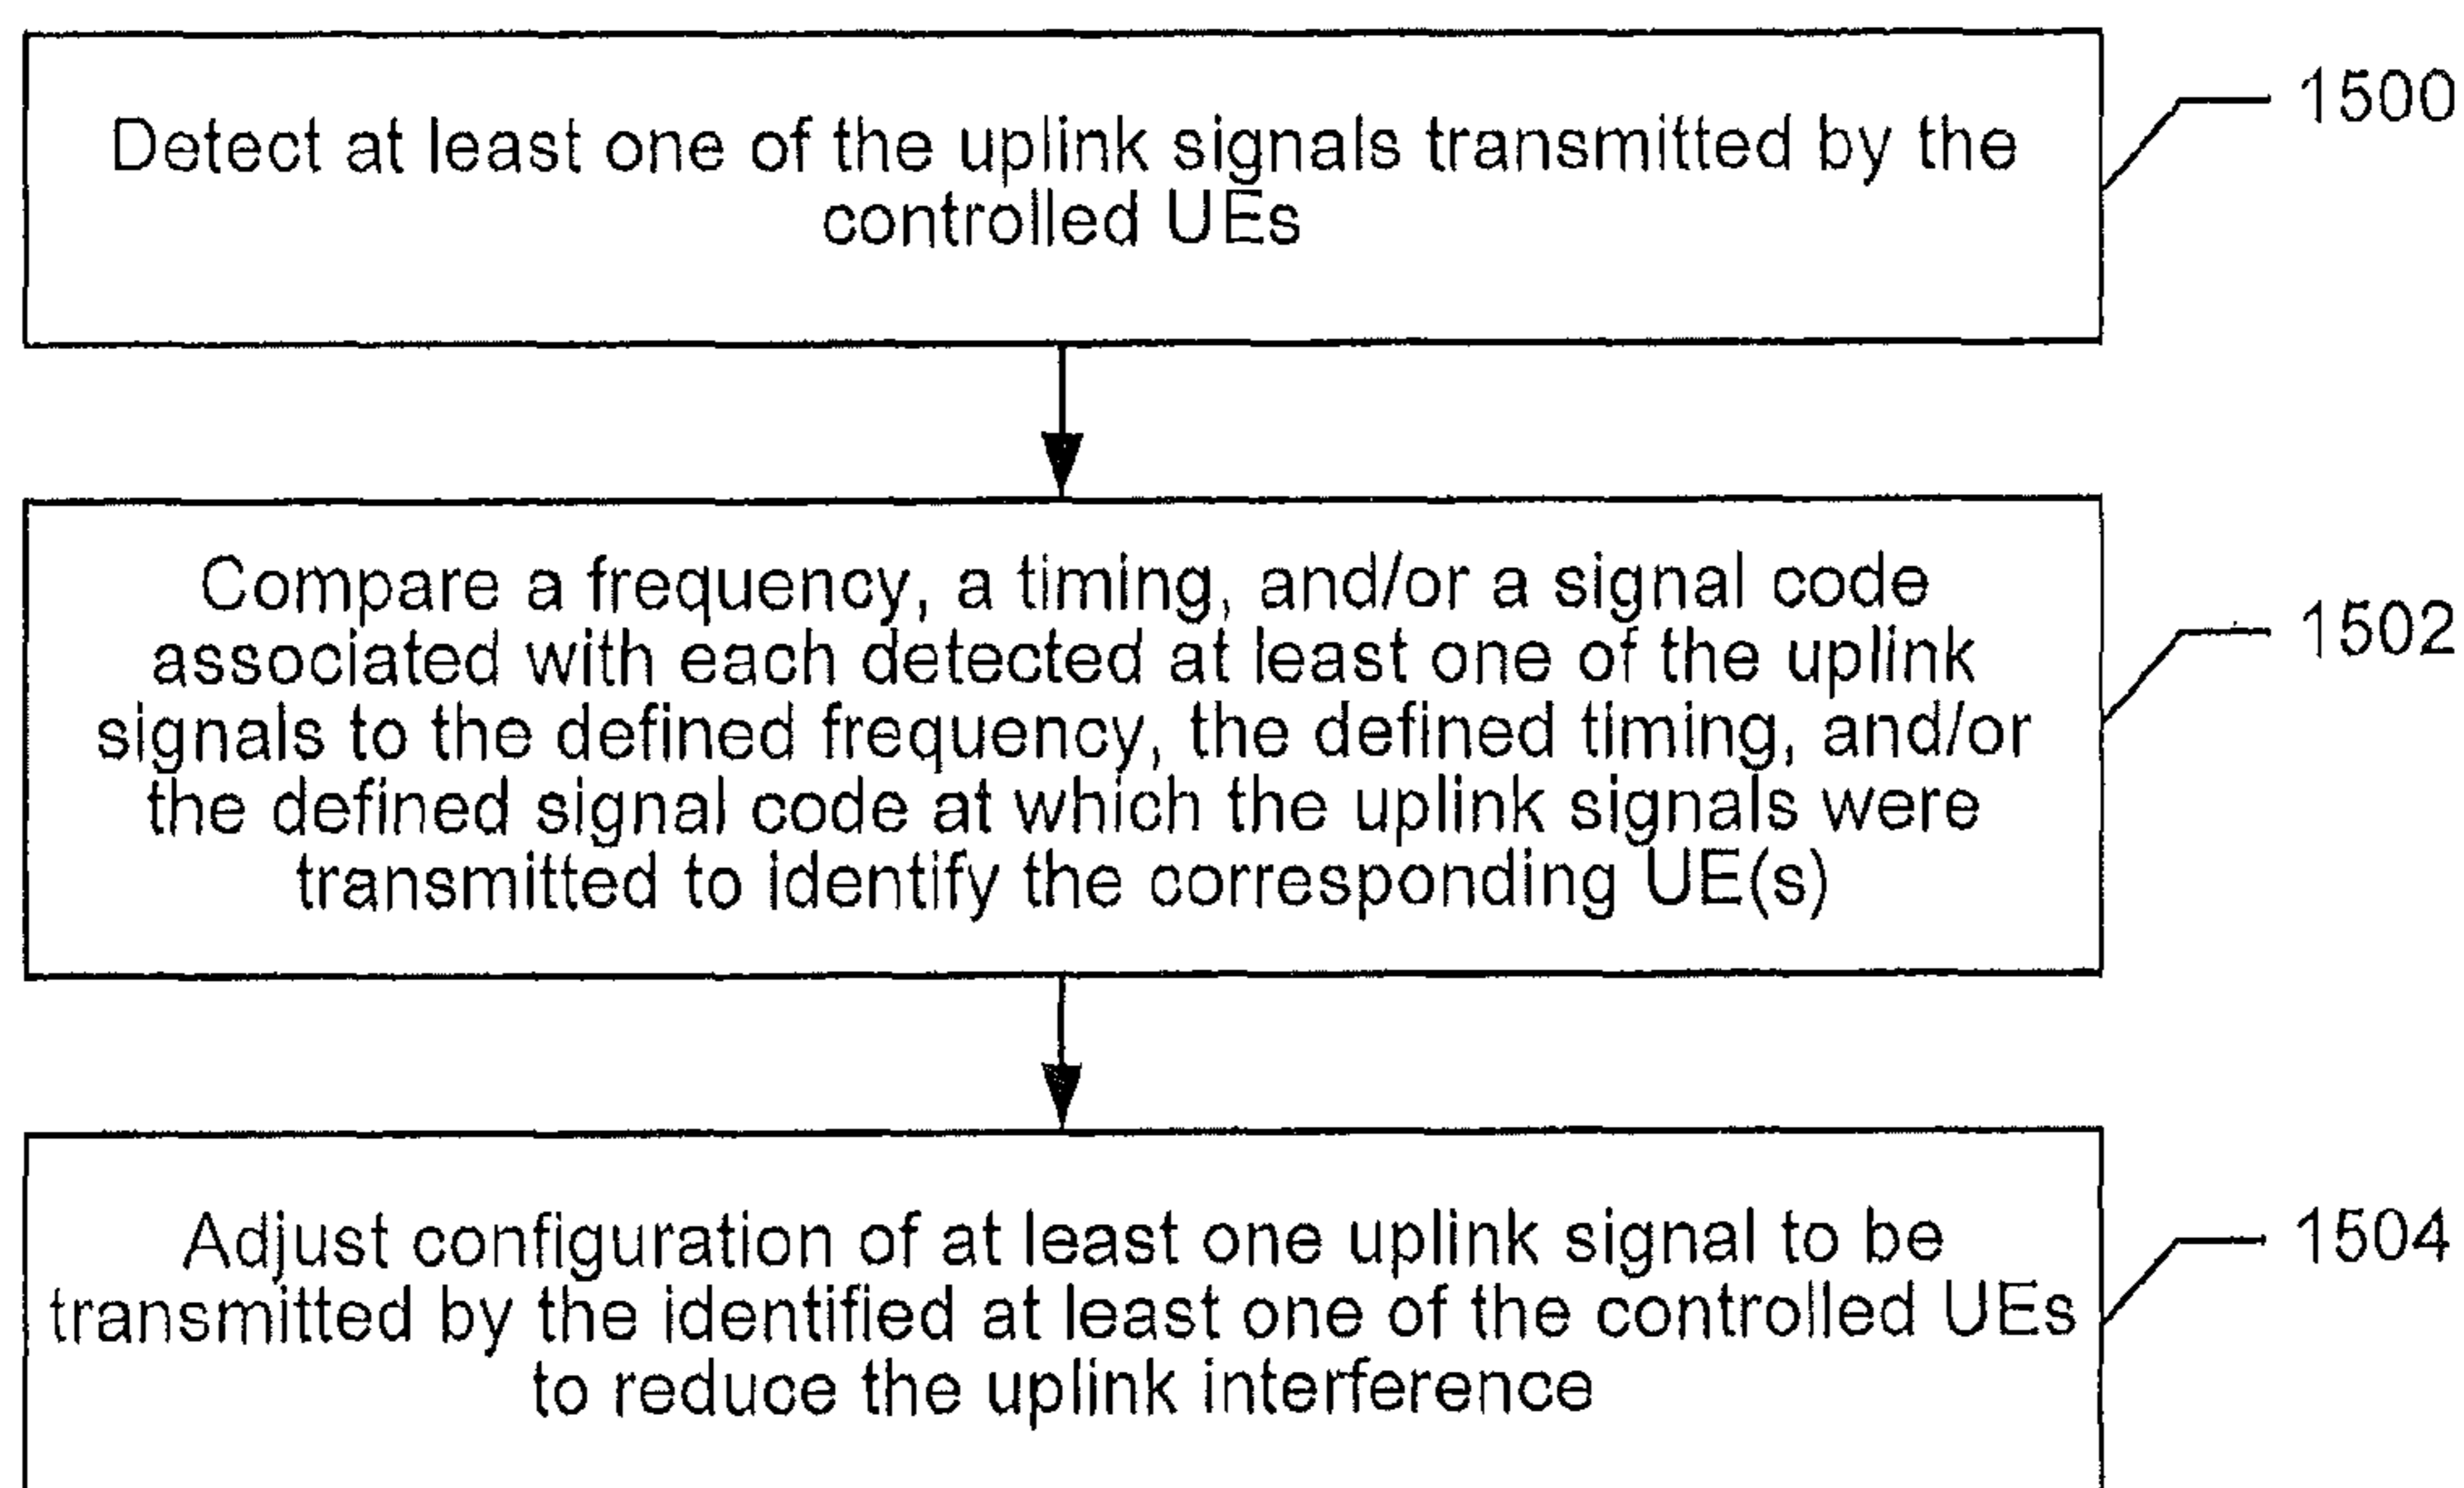 Detect at least one of the uplink signals transmitted by the
controlled UEs
1500
Compare a frequency, a timing, and/or a signal code
associated with each detected at least one of the uplink
signals to the defined frequency, the defined timing, and/or
the defined signal code at which the uplink signals were
transmitted to identify the corresponding UE(s)
1502
Adjust configuration of at least one uplink signal to be
transmitted by the identified at least one of the controlled UEs
to reduce the uplink interference
1504